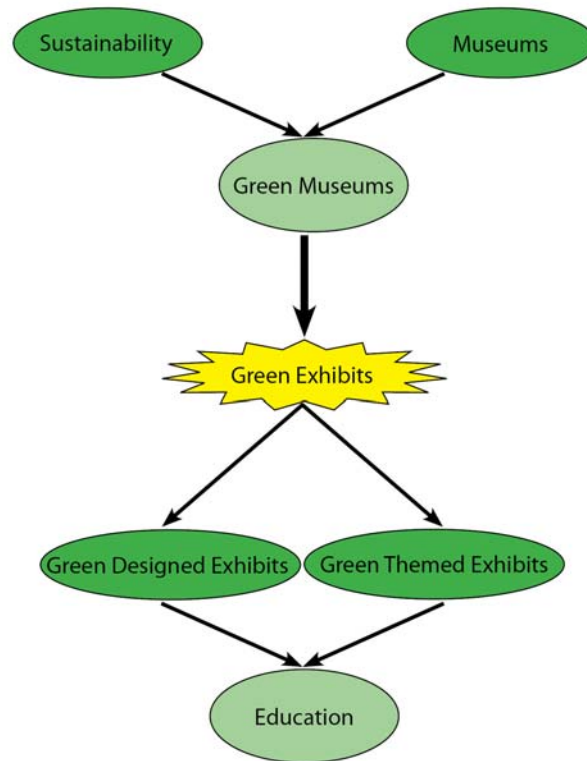 Sustainability
Museums
Green Museums
Green Exhibits
Green Designed Exhibits
Green Themed Exhibits
Education